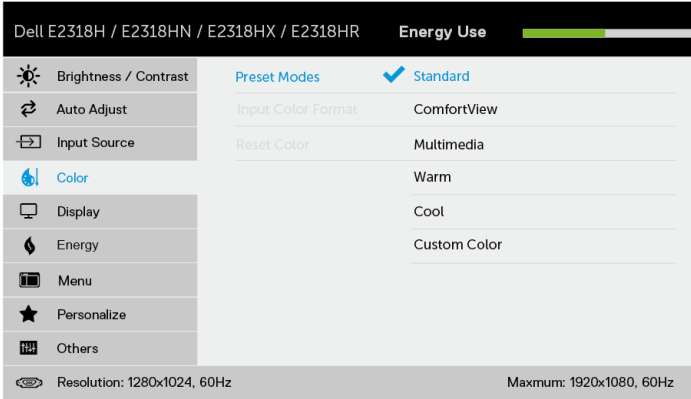 Dell E2318H / E2318HN / E2318HX / E2318HR Energy Use
Brightness / Contrast Preset Modes Standard
Auto Adjust Input Color Format ComfortView
Input Source Reset Color Multimedia
Color Warm
Display Cool
Energy Custom Color
Menu
Personalize
Others
Resolution: 1280x1024, 60Hz Maxmum: 1920x1080, 60Hz